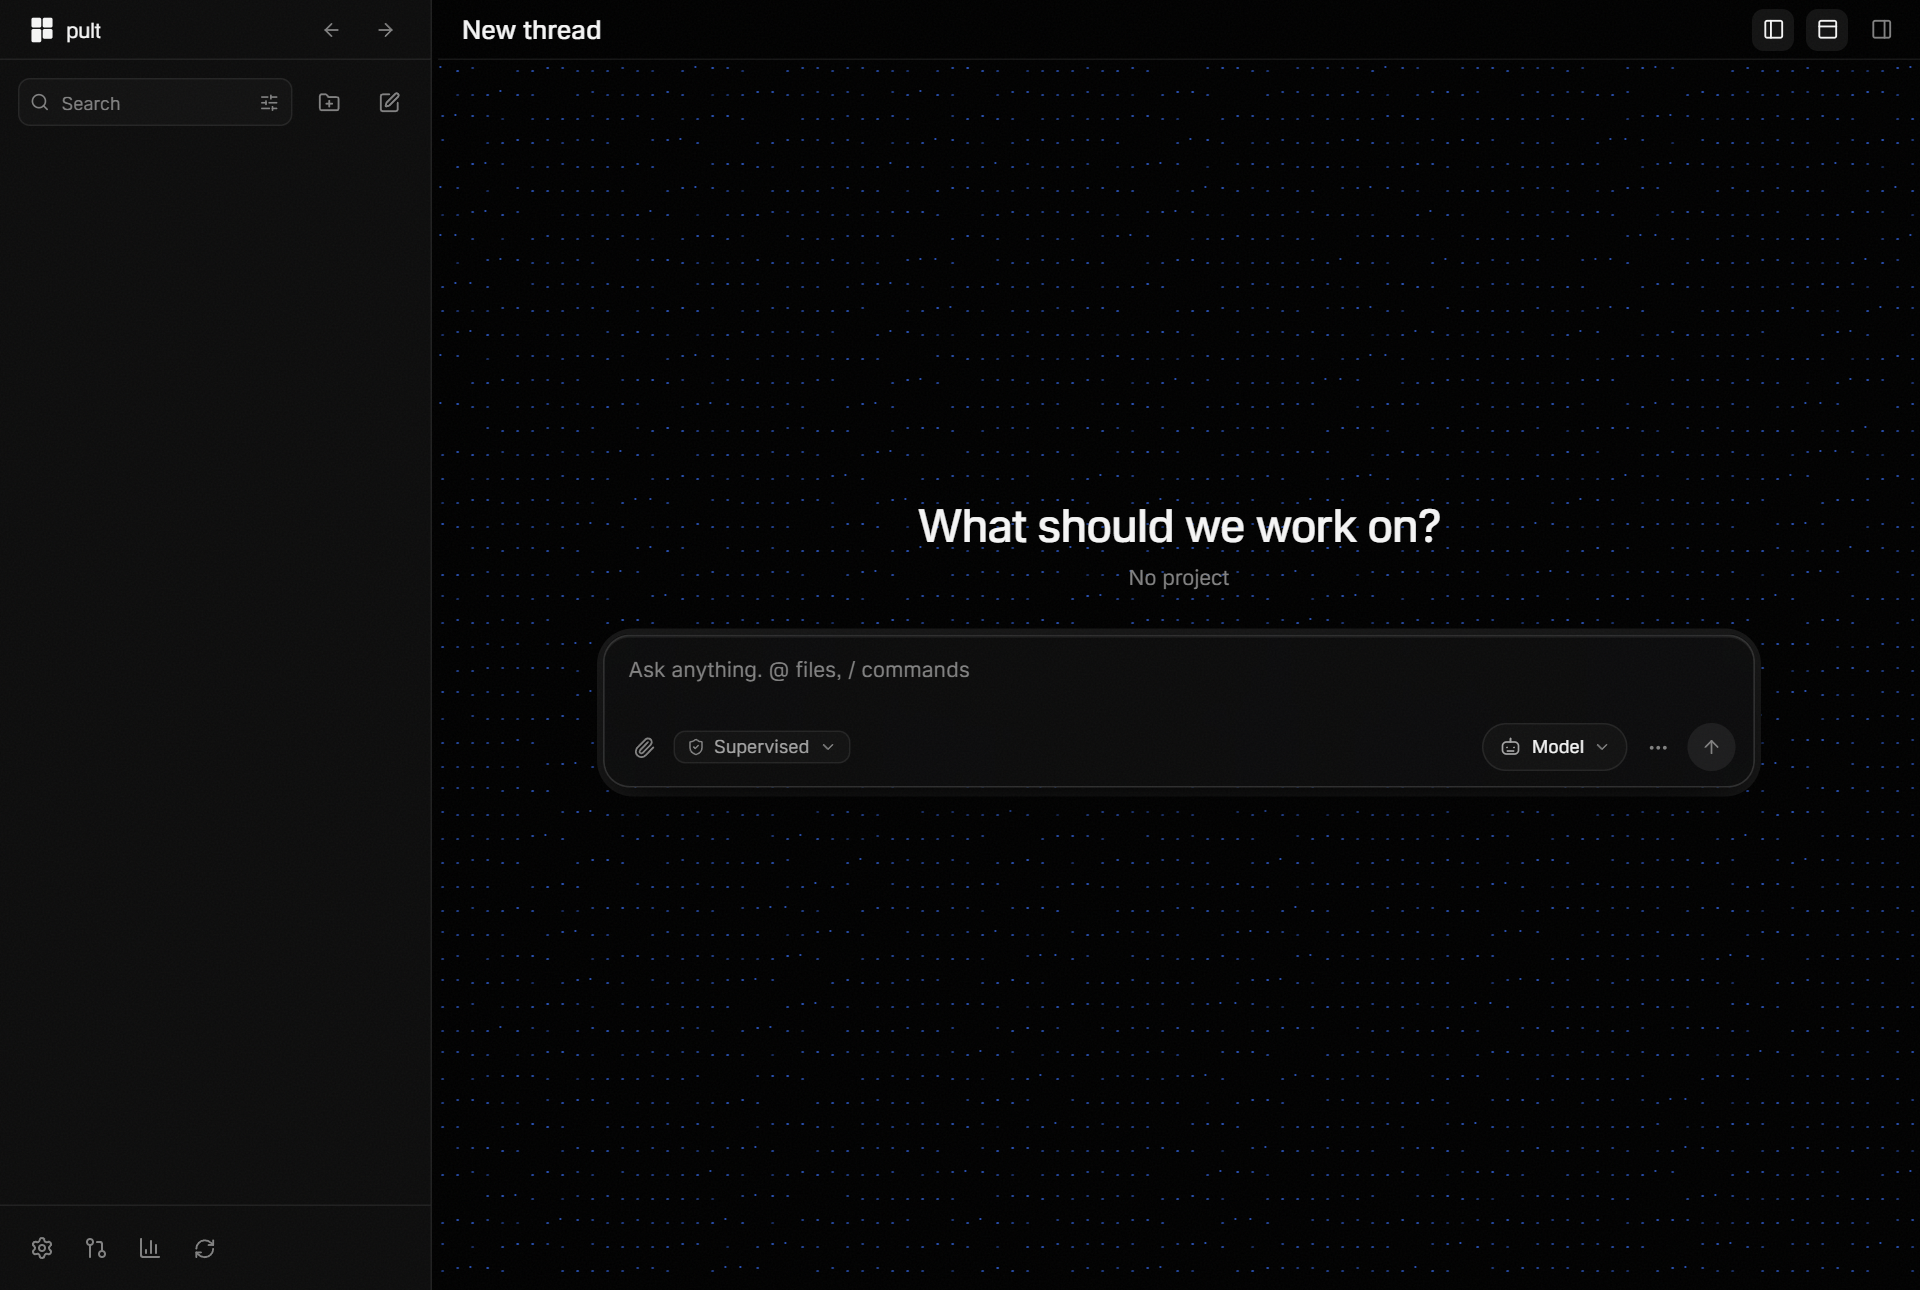 pult
New thread
Search
What should we work on?
No project
Ask anything. @ files, / commands
Supervised
Model